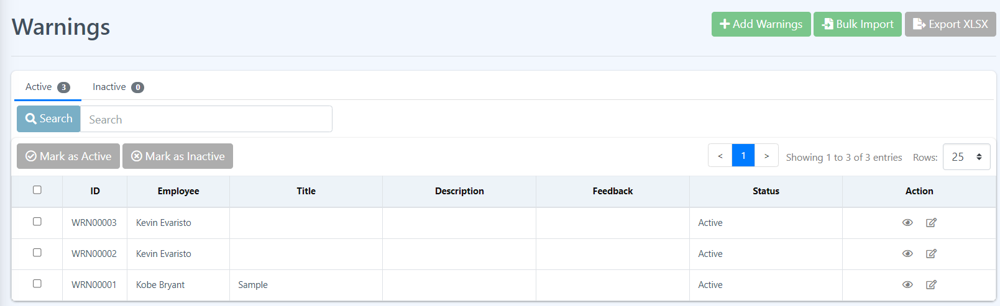 Warnings
Add Warnings Bulk Import Export XLSX
Active 3 Inactive 0
Search Search
Mark as Active Mark as Inactive < 1 > Showing 1 to 3 of 3 entries Rows: 25
ID Employee Title Description Feedback Status Action
WRN00003 Kevin Evaristo Active
WRN00002 Kevin Evaristo Active
WRN00001 Kobe Bryant Sample Active